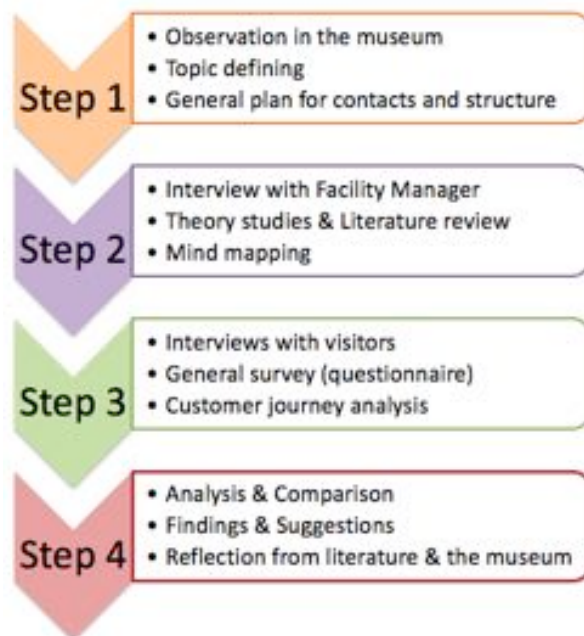 Step 1
• Observation in the museum
• Topic defining
• General plan for contacts and structure
Step 2
• Interview with Facility Manager
• Theory studies & Literature review
• Mind mapping
Step 3
• Interviews with visitors
• General survey (questionnaire)
• Customer journey analysis
Step 4
• Analysis & Comparison
• Findings & Suggestions
• Reflection from literature & the museum